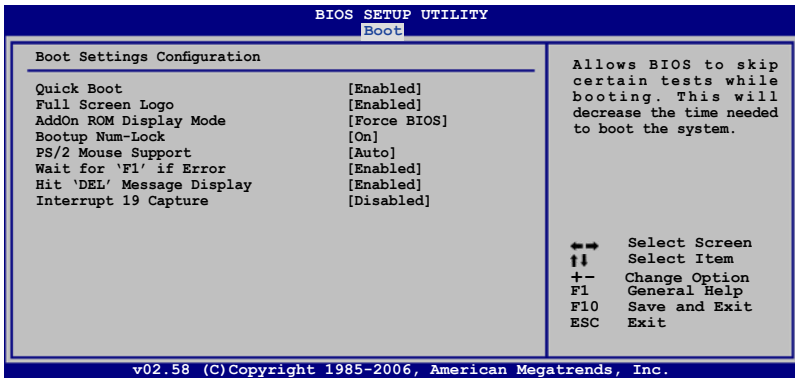 BIOS SETUP UTILITY
Boot
Boot Settings Configuration
Quick Boot [Enabled]
Full Screen Logo [Enabled]
AddOn ROM Display Mode [Force BIOS]
Bootup Num-Lock [On]
PS/2 Mouse Support [Auto]
Wait for ‘F1’ if Error [Enabled]
Hit ‘DEL’ Message Display [Enabled]
Interrupt 19 Capture [Disabled]
Allows BIOS to skip
certain tests while
booting. This will
decrease the time needed
to boot the system.
←→ Select Screen
↑↓ Select Item
+- Change Option
F1 General Help
F10 Save and Exit
ESC Exit
v02.58 (C)Copyright 1985-2006, American Megatrends, Inc.